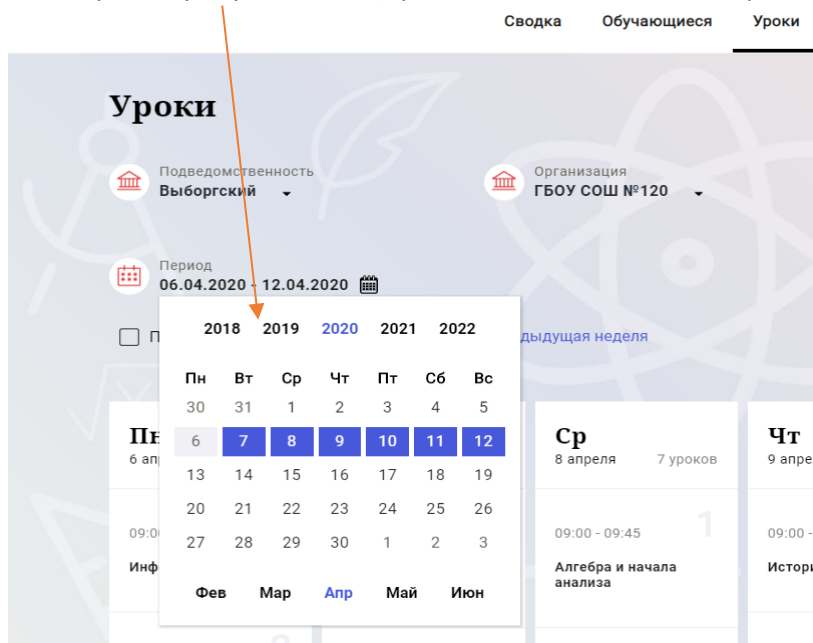 Сводка Обучающиеся Уроки
Уроки
Подведомственность
Выборгский
Организация
ГБОУ СОШ №120
Период
06.04.2020 - 12.04.2020
2018 2019 2020 2021 2022
дыдущая неделя
Пн Вт Ср Чт Пт Сб Вс
30 31 1 2 3 4 5
6 7 8 9 10 11 12
13 14 15 16 17 18 19
20 21 22 23 24 25 26
27 28 29 30 1 2 3
Фев Мар Апр Май Июн
Пн
6 ап
09:0
Инф
Ср
8 апреля 7 уроков
09:00 - 09:45 1
Алгебра и начала
анализа
Чт
9 апре
09:00 -
Истори